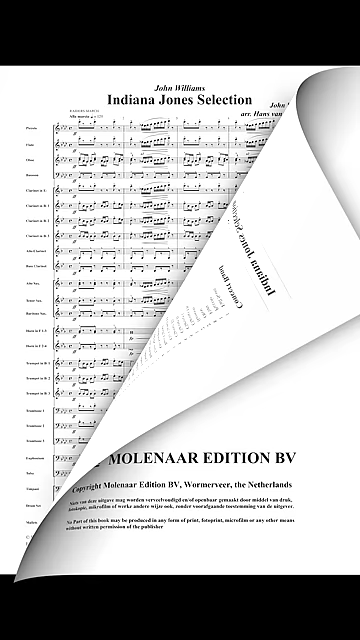 John Williams
Indiana Jones Selection
John
arr. Hans van
RAIDERS MARCH
Piccolo
Flute
Oboe
Bassoon
Clarinet in E♭
Clarinet in B♭ 1
Clarinet in B♭ 2
Clarinet in B♭ 3
Alto Clarinet
Bass Clarinet
Alto Sax.
Tenor Sax.
Baritone Sax.
Horn in F 1,3
Horn in F 2,4
Trumpet in B♭ 1
Trumpet in B♭ 2
Trumpet in B♭ 3
Trombone 1
Trombone 2
Trombone 3
Euphonium
Tuba
Timpani
Drum Set
Mallets
Indiana Jones Selection
Concert Band
MOLENAAR EDITION BV
Copyright Molenaar Edition BV, Wormerveer, the Netherlands
Niets van deze uitgave mag worden verveelvoudigd en/of openbaar gemaakt door middel van druk,
fotokopie, mikrofilm of welke andere wijze ook, zonder voorafgaande toestemming van de uitgever.
No Part of this book may be produced in any form of print, fotoprint, microfilm or any other means
without written permission of the publisher